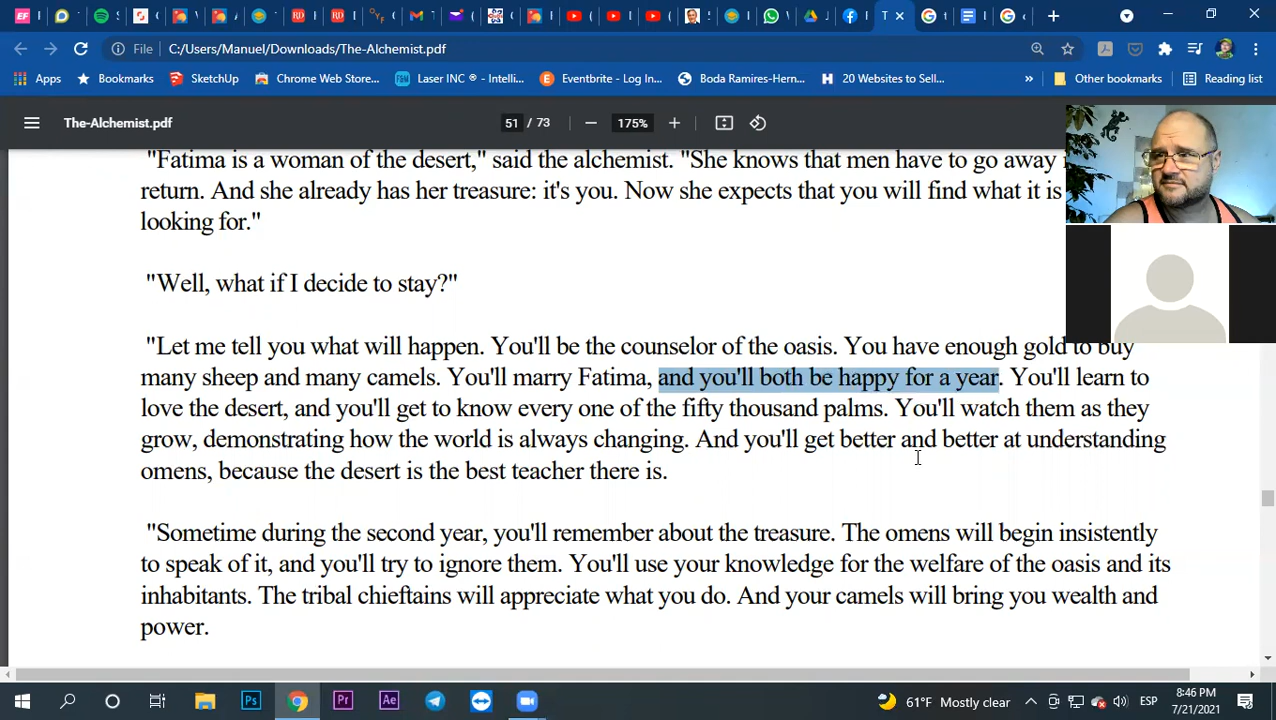 File
C:/Users/Manuel/Downloads/The-Alchemist.pdf
Apps
Bookmarks
SketchUp
Chrome Web Store...
Laser INC ® - Intelli...
Eventbrite - Log In...
Boda Ramires-Hern...
20 Websites to Sell...
»
Other bookmarks
Reading list
The-Alchemist.pdf
51 / 73
175%
"Fatima is a woman of the desert," said the alchemist. "She knows that men have to go away
return. And she already has her treasure: it's you. Now she expects that you will find what it is
looking for."
"Well, what if I decide to stay?"
"Let me tell you what will happen. You'll be the counselor of the oasis. You have enough gold to buy
many sheep and many camels. You'll marry Fatima, and you'll both be happy for a year. You'll learn to
love the desert, and you'll get to know every one of the fifty thousand palms. You'll watch them as they
grow, demonstrating how the world is always changing. And you'll get better and better at understanding
omens, because the desert is the best teacher there is.
"Sometime during the second year, you'll remember about the treasure. The omens will begin insistently
to speak of it, and you'll try to ignore them. You'll use your knowledge for the welfare of the oasis and its
inhabitants. The tribal chieftains will appreciate what you do. And your camels will bring you wealth and
power.
Ps
Pr
Ae
61°F Mostly clear
ESP
8:46 PM
7/21/2021